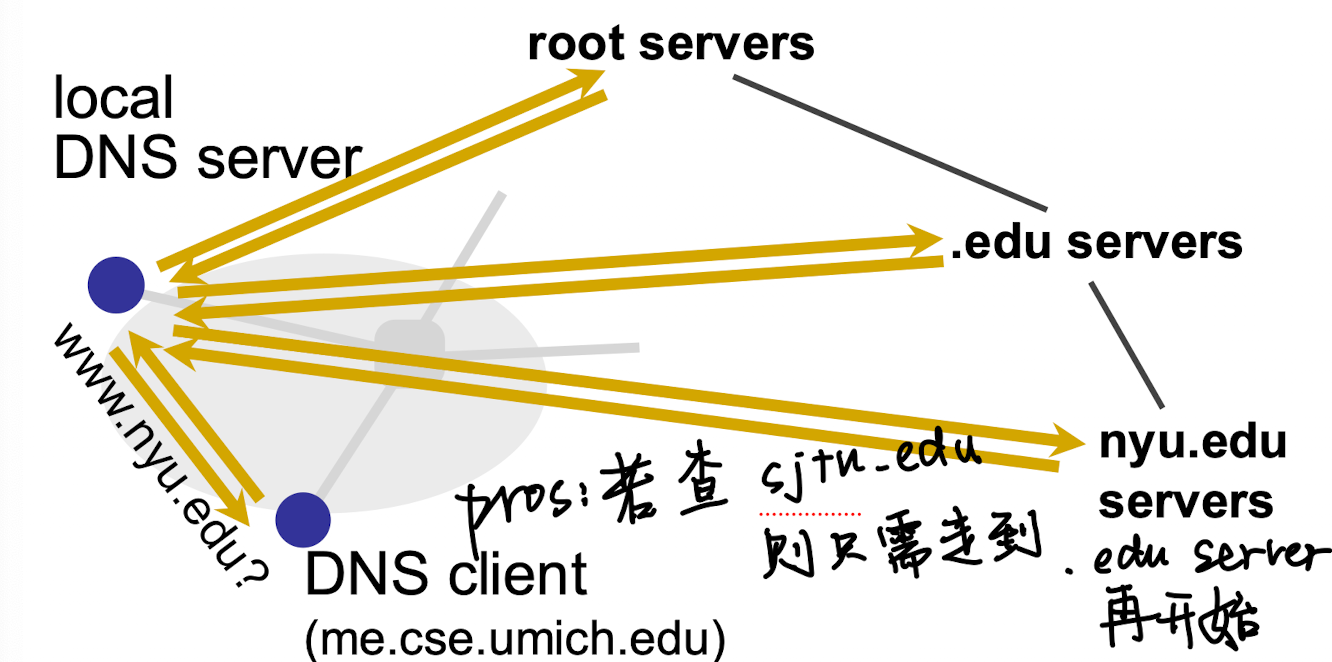 root servers
local
DNS server
.edu servers
www.nyu.edu?
nyu.edu
servers
pros: 若查 sjtu.edu
则只需走到 .edu server
再开始
DNS client
(me.cse.umich.edu)